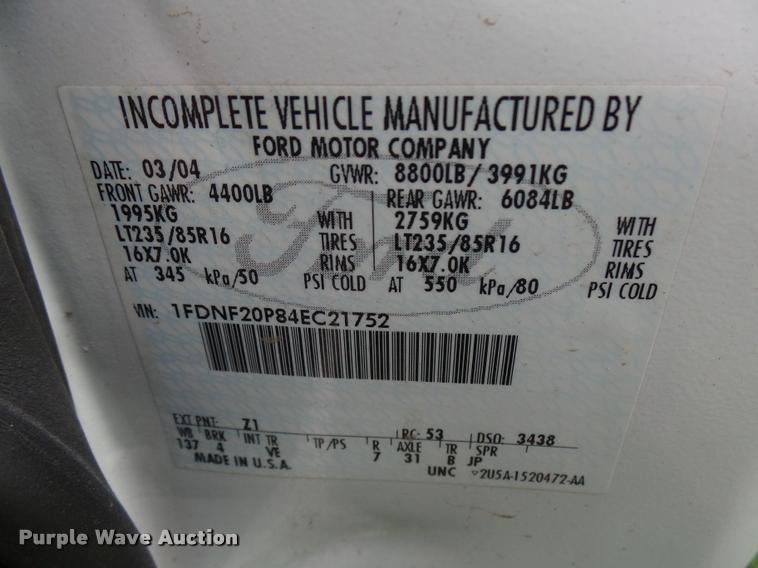 INCOMPLETE VEHICLE MANUFACTURED BY
FORD MOTOR COMPANY
DATE: 03/04 GVWR: 8800LB/ 3991KG
FRONT GAWR: 4400LB REAR GAWR: 6084LB
1995KG WITH 2759KG WITH
LT235/85R16 TIRES LT235/85R16 TIRES
16X7.0K RIMS 16X7.0K RIMS
AT 345 kPa/50 PSI COLD AT 550 kPa/80 PSI COLD
Ford
VIN: 1FDNF20P84EC21752
EXT PNT: Z1 RC: 53 DSO: 3438
WB BRK INT TR TP/PS R AXLE TR SPR
137 4 VE 7 31 B JP
MADE IN U.S.A. UNC 2U5A-1520472-AA
Purple Wave Auction